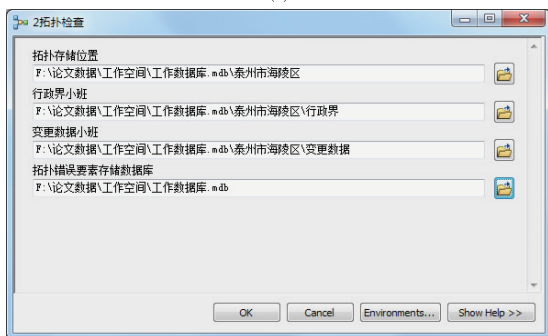 2拓扑检查
拓扑存储位置
F:\论文数据\工作空间\工作数据库.mdb\泰州市海陵区
行政界小班
F:\论文数据\工作空间\工作数据库.mdb\泰州市海陵区\行政界
变更数据小班
F:\论文数据\工作空间\工作数据库.mdb\泰州市海陵区\变更数据
拓扑错误要素存储数据库
F:\论文数据\工作空间\工作数据库.mdb
OK Cancel Environments... Show Help >>